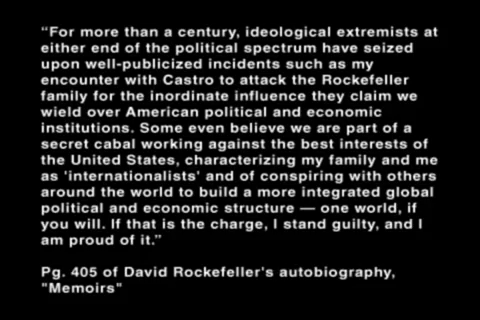 “For more than a century, ideological extremists at
either end of the political spectrum have seized
upon well-publicized incidents such as my
encounter with Castro to attack the Rockefeller
family for the inordinate influence they claim we
wield over American political and economic
institutions. Some even believe we are part of a
secret cabal working against the best interests of
the United States, characterizing my family and me
as 'internationalists' and of conspiring with others
around the world to build a more integrated global
political and economic structure — one world, if
you will. If that is the charge, I stand guilty, and I
am proud of it.”
Pg. 405 of David Rockefeller's autobiography,
"Memoirs"